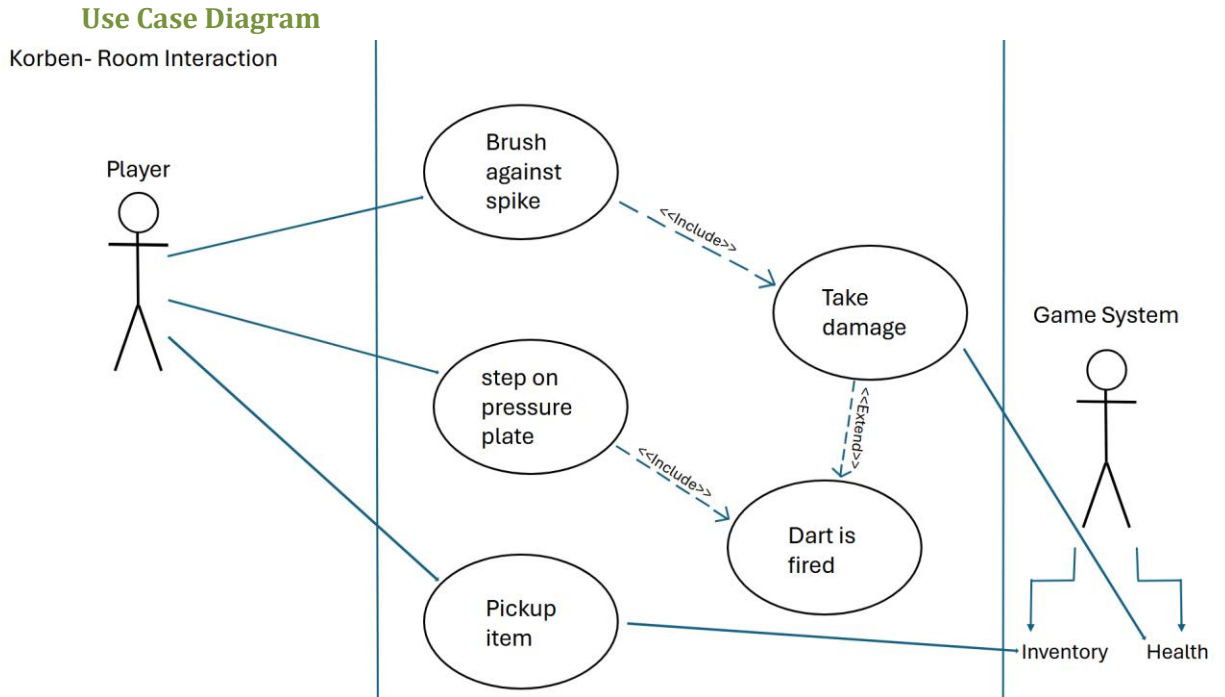 Use Case Diagram
Korben- Room Interaction
Player
Brush
against
spike
<<Include>>
Take
damage
Game System
step on
pressure
plate
<<Extend>>
<<Include>>
Dart is
fired
Pickup
item
Inventory
Health